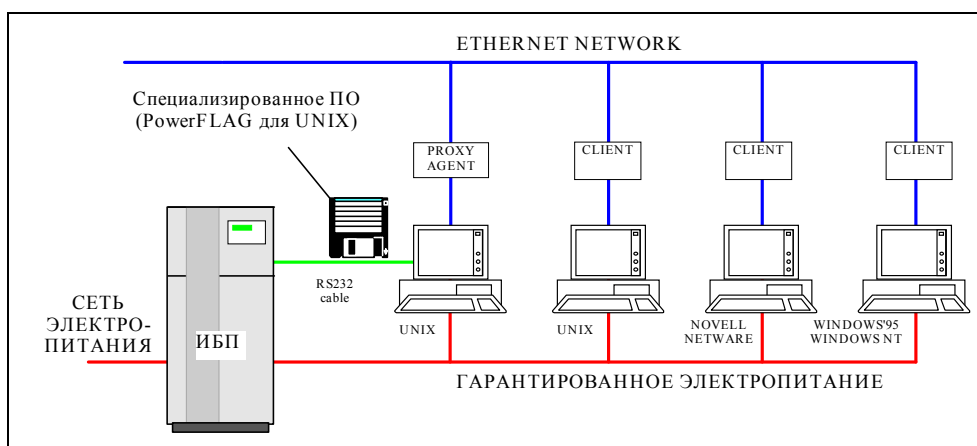 ETHERNET NETWORK
Специализированное ПО
(PowerFLAG для UNIX)
PROXY
AGENT
CLIENT
CLIENT
CLIENT
RS232
cable
СЕТЬ
ЭЛЕКТРО-
ПИТАНИЯ
ИБП
UNIX
UNIX
NOVELL
NETWARE
WINDOWS'95
WINDOWS NT
ГАРАНТИРОВАННОЕ ЭЛЕКТРОПИТАНИЕ